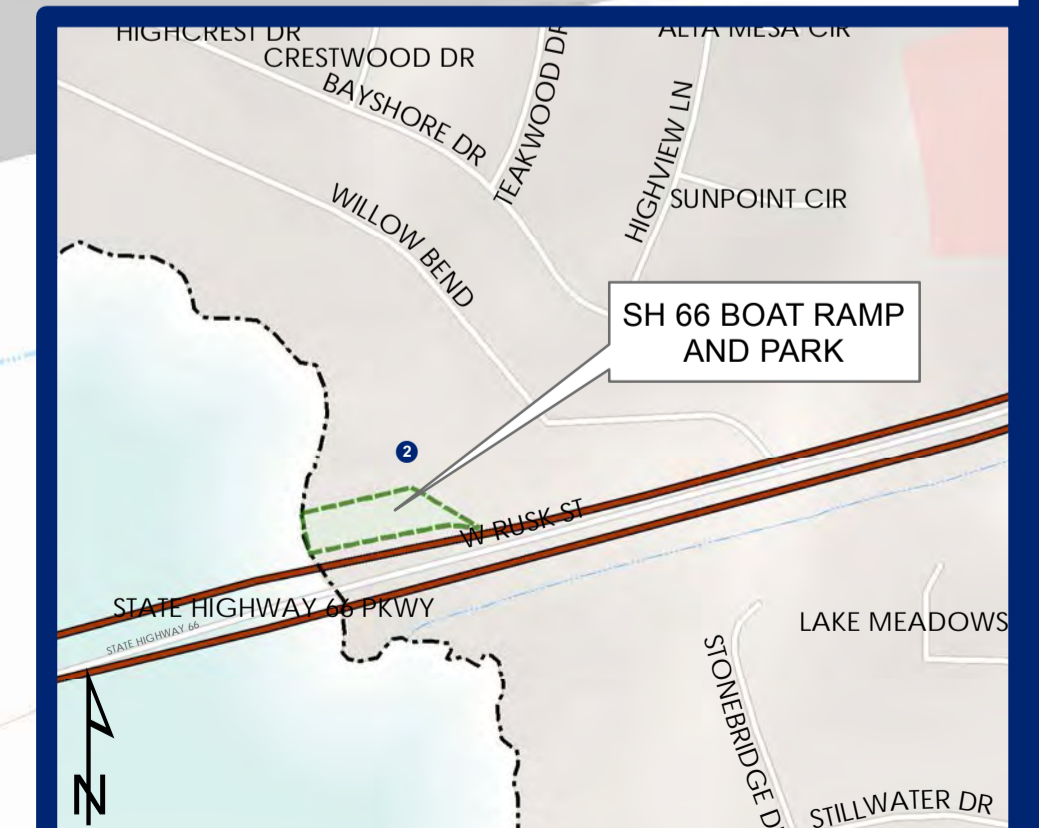 HIGHCREST DR
ALTA MESA CIR
CRESTWOOD DR
BAYSHORE DR
TEAKWOOD DR
HIGHVIEW LN
SUNPOINT CIR
WILLOW BEND
SH 66 BOAT RAMP
AND PARK
2
W RUSK ST
STATE HIGHWAY 66 PKWY
STATE HIGHWAY 66
LAKE MEADOWS
STONEBRIDGE D
STILLWATER DR
N